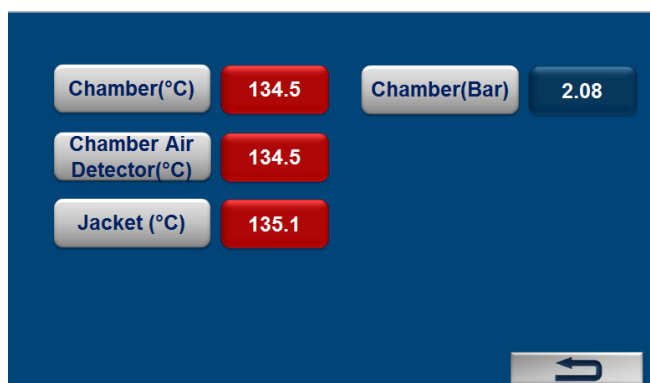 Chamber(°C) 134.5 Chamber(Bar) 2.08
Chamber Air
Detector(°C) 134.5
Jacket (°C) 135.1